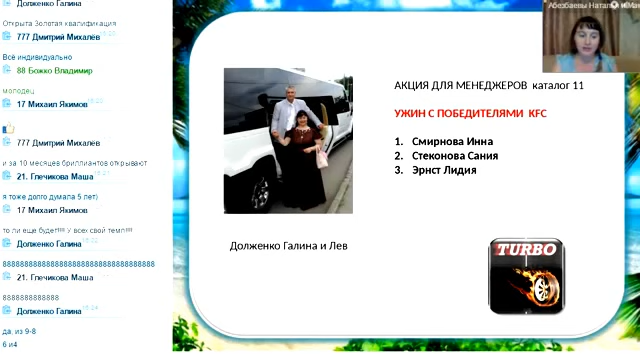 Долженко Галина
Открыта Золотая квалификация
777 Дмитрий Михалёв
Всё индивидуально
88 Божко Владимир
молодец
17 Михаил Якимов
777 Дмитрий Михалёв
и за 10 месяцев бриллиантов открывают
21. Глечикова Маша
я тоже долго думала 5 лет)
17 Михаил Якимов
то ли еще будет!!!! У всех свой темп!!!!
Долженко Галина
21. Глечикова Маша
Долженко Галина
да, из 9-8
6 и4
АКЦИЯ ДЛЯ МЕНЕДЖЕРОВ каталог 11
УЖИН С ПОБЕДИТЕЛЯМИ KFC
1. Смирнова Инна
2. Стеконова Сания
3. Эрнст Лидия
Долженко Галина и Лев
TURBO